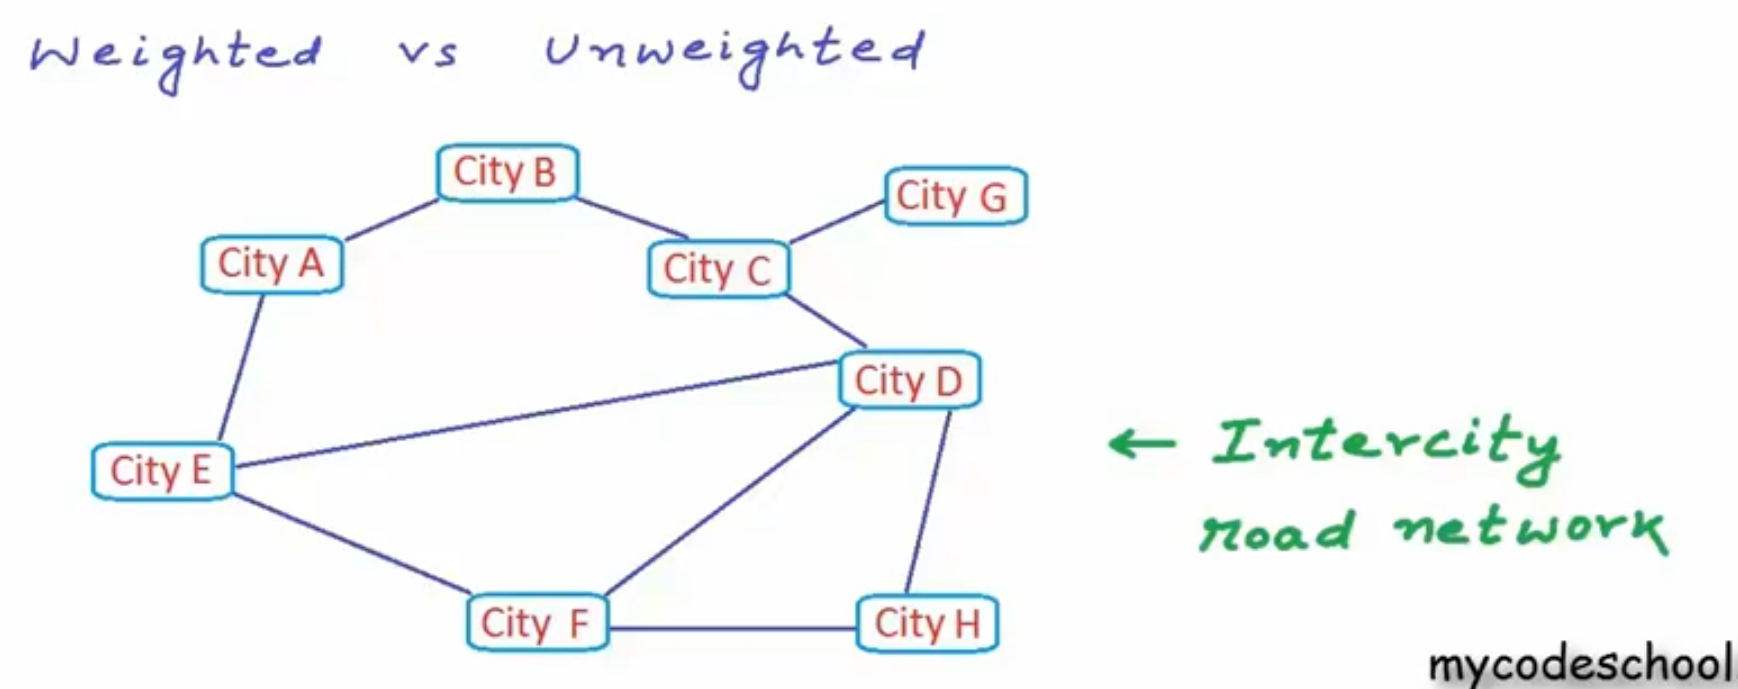 Weighted vs Unweighted
City B
City G
City A
City C
City D
← Intercity
road network
City E
City F
City H
mycodeschool